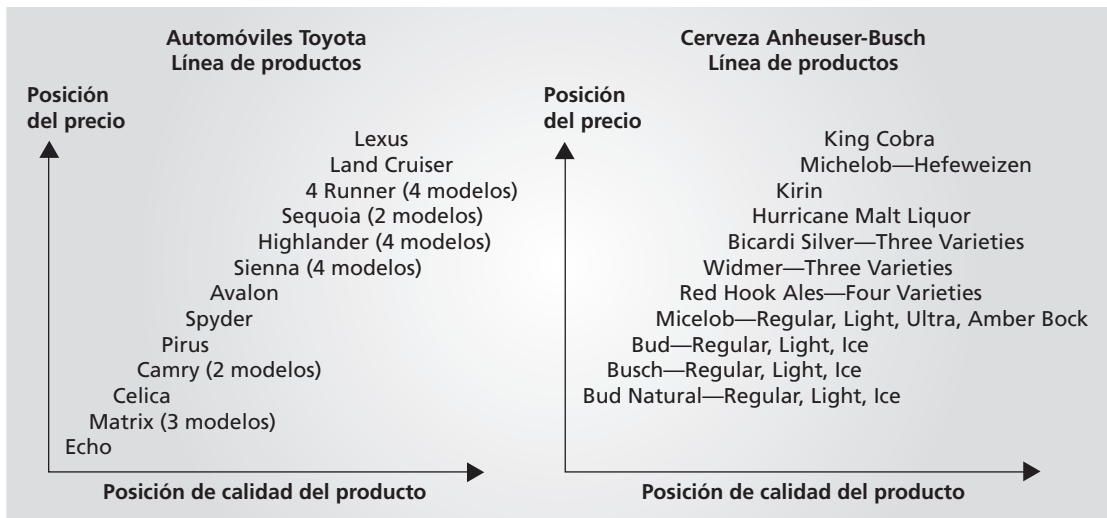 Automóviles Toyota
Línea de productos
Posición
del precio
Lexus
Land Cruiser
4 Runner (4 modelos)
Sequoia (2 modelos)
Highlander (4 modelos)
Sienna (4 modelos)
Avalon
Spyder
Pirus
Camry (2 modelos)
Celica
Matrix (3 modelos)
Echo
Posición de calidad del producto
Cerveza Anheuser-Busch
Línea de productos
Posición
del precio
King Cobra
Michelob—Hefeweizen
Kirin
Hurricane Malt Liquor
Bicardi Silver—Three Varieties
Widmer—Three Varieties
Red Hook Ales—Four Varieties
Micelob—Regular, Light, Ultra, Amber Bock
Bud—Regular, Light, Ice
Busch—Regular, Light, Ice
Bud Natural—Regular, Light, Ice
Posición de calidad del producto